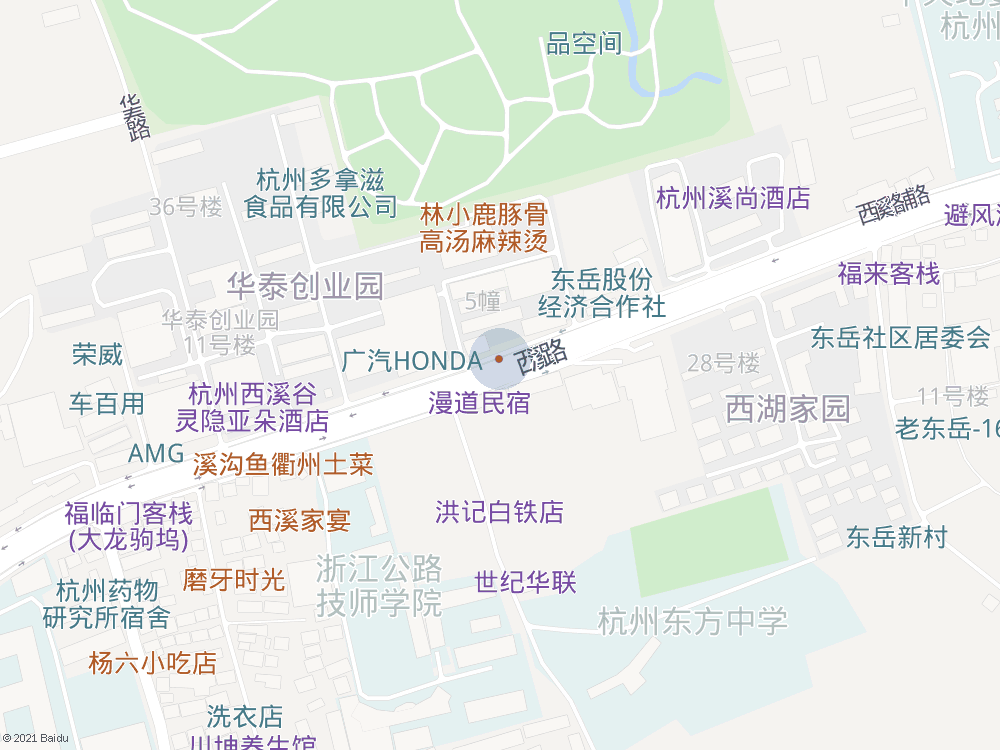 品空间
杭州
华泰路
杭州多拿滋
食品有限公司
36号楼
林小鹿豚骨
高汤麻辣烫
杭州溪尚酒店
西溪路辅路
福来客栈
华泰创业园
5幢
东岳股份
经济合作社
华泰创业园
11号楼
荣威
广汽HONDA
西溪路
28号楼
东岳社区居委会
车百用
杭州西溪谷
灵隐亚朵酒店
漫道民宿
西湖家园
11号楼
老东岳-16
AMG
溪沟鱼衢州土菜
福临门客栈
(大龙驹坞)
西溪家宴
洪记白铁店
东岳新村
浙江公路
技师学院
磨牙时光
世纪华联
杭州药物
研究所宿舍
杭州东方中学
杨六小吃店
洗衣店
川坤养生馆
© 2021 Baidu